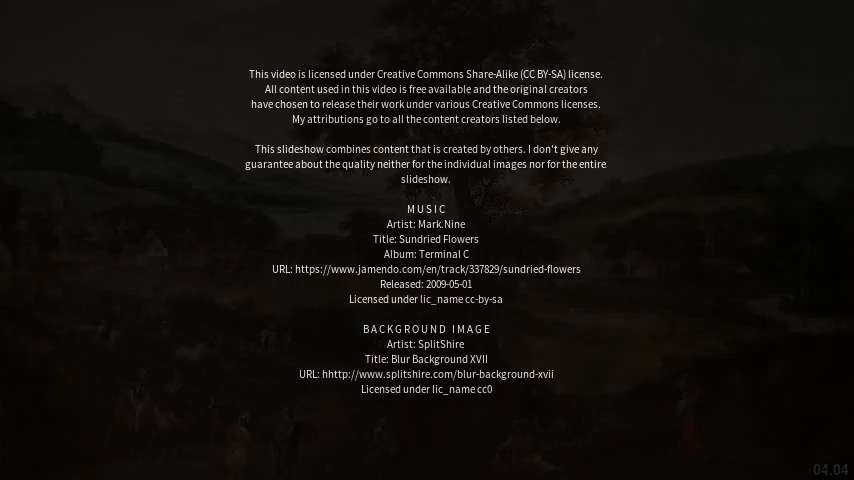 This video is licensed under Creative Commons Share-Alike (CC BY-SA) license.
All content used in this video is free available and the original creators
have chosen to release their work under various Creative Commons licenses.
My attributions go to all the content creators listed below.
This slideshow combines content that is created by others. I don't give any
guarantee about the quality neither for the individual images nor for the entire
slideshow.
MUSIC
Artist: Mark.Nine
Title: Sundried Flowers
Album: Terminal C
URL: https://www.jamendo.com/en/track/337829/sundried-flowers
Released: 2009-05-01
Licensed under lic_name cc-by-sa
BACKGROUND IMAGE
Artist: SplitShire
Title: Blur Background XVII
URL: hhttp://www.splitshire.com/blur-background-xvii
Licensed under lic_name cc0
04.04